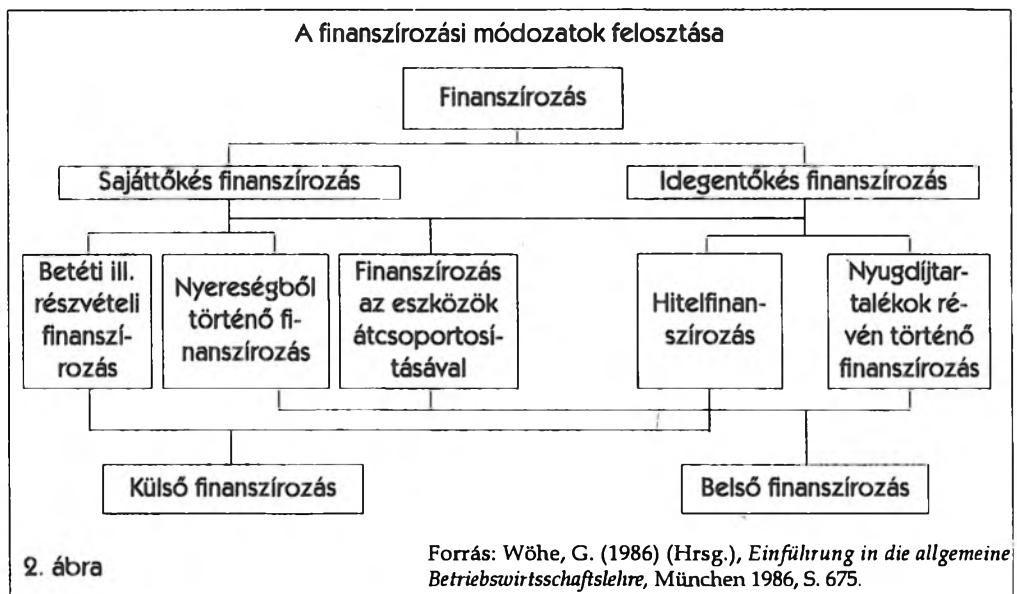 A finanszírozási módozatok felosztása
Finanszírozás
Sajáttőkés finanszírozás
Idegentőkés finanszírozás
Betéti ill.
részvételi
finanszí-
rozás
Nyereségből
történő fi-
nanszírozás
Finanszírozás
az eszközök
átcsoportosí-
tásával
Hitelfinan-
szírozás
Nyugdíjtar-
talékok ré-
vén történő
finanszírozás
Külső finanszírozás
Belső finanszírozás
2. ábra
Forrás: Wöhe, G. (1986) (Hrsg.), Einführung in die allgemeine
Betriebswirtsschaftslehre, München 1986, S. 675.